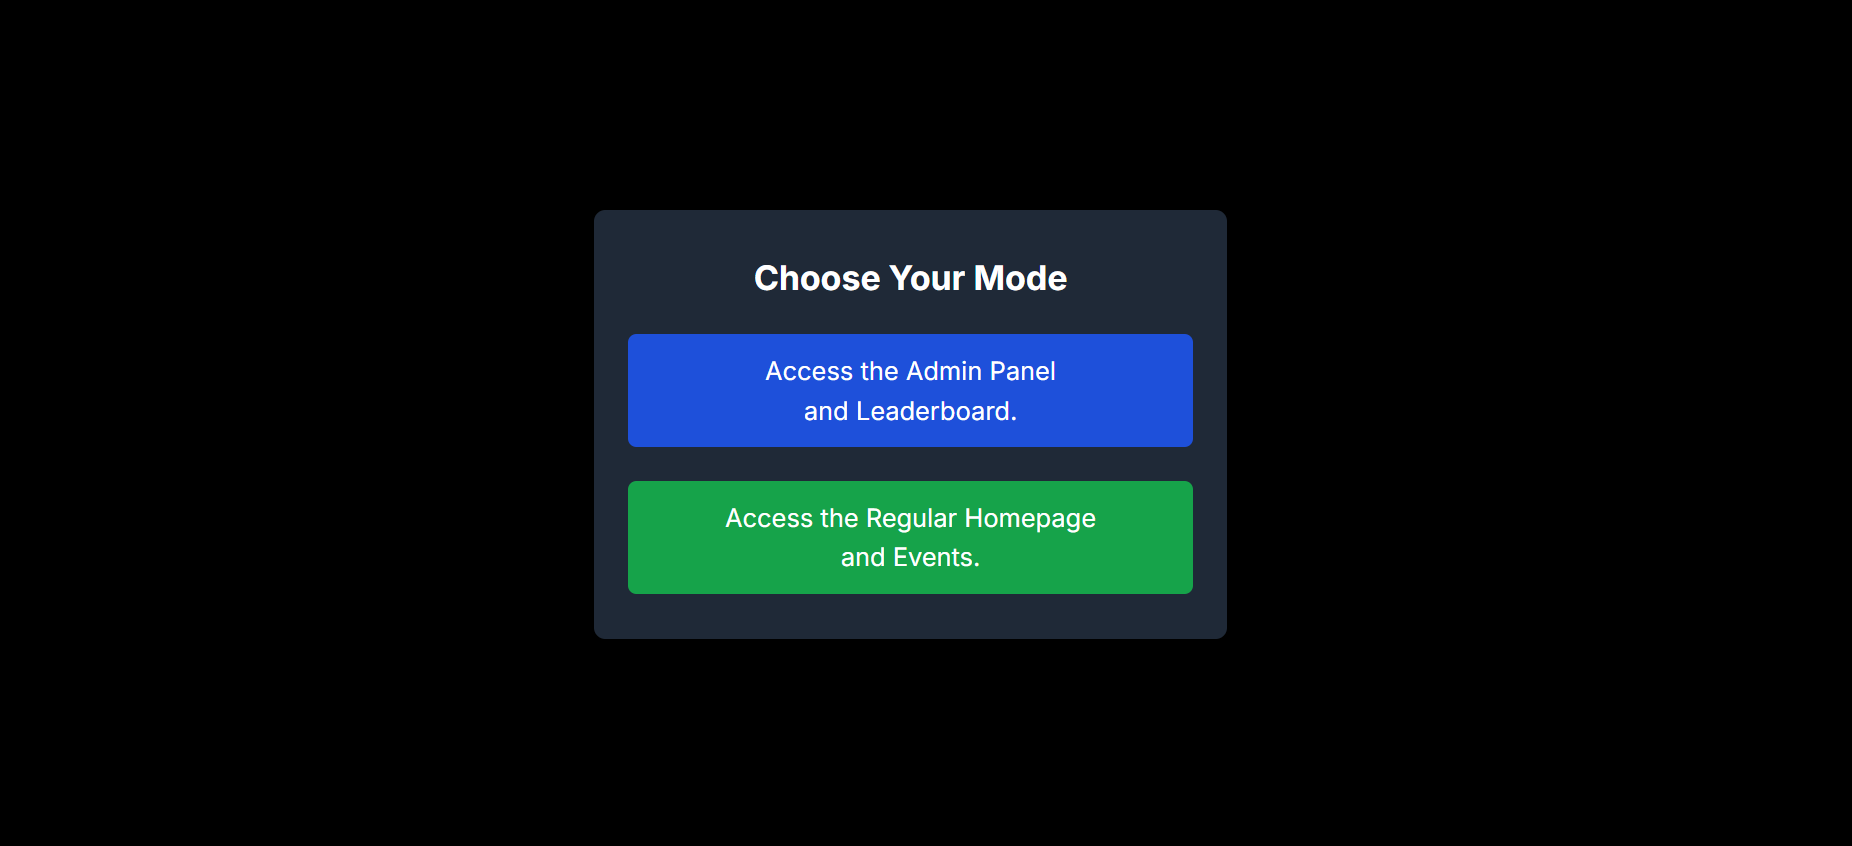 Choose Your Mode
Access the Admin Panel
and Leaderboard.
Access the Regular Homepage
and Events.